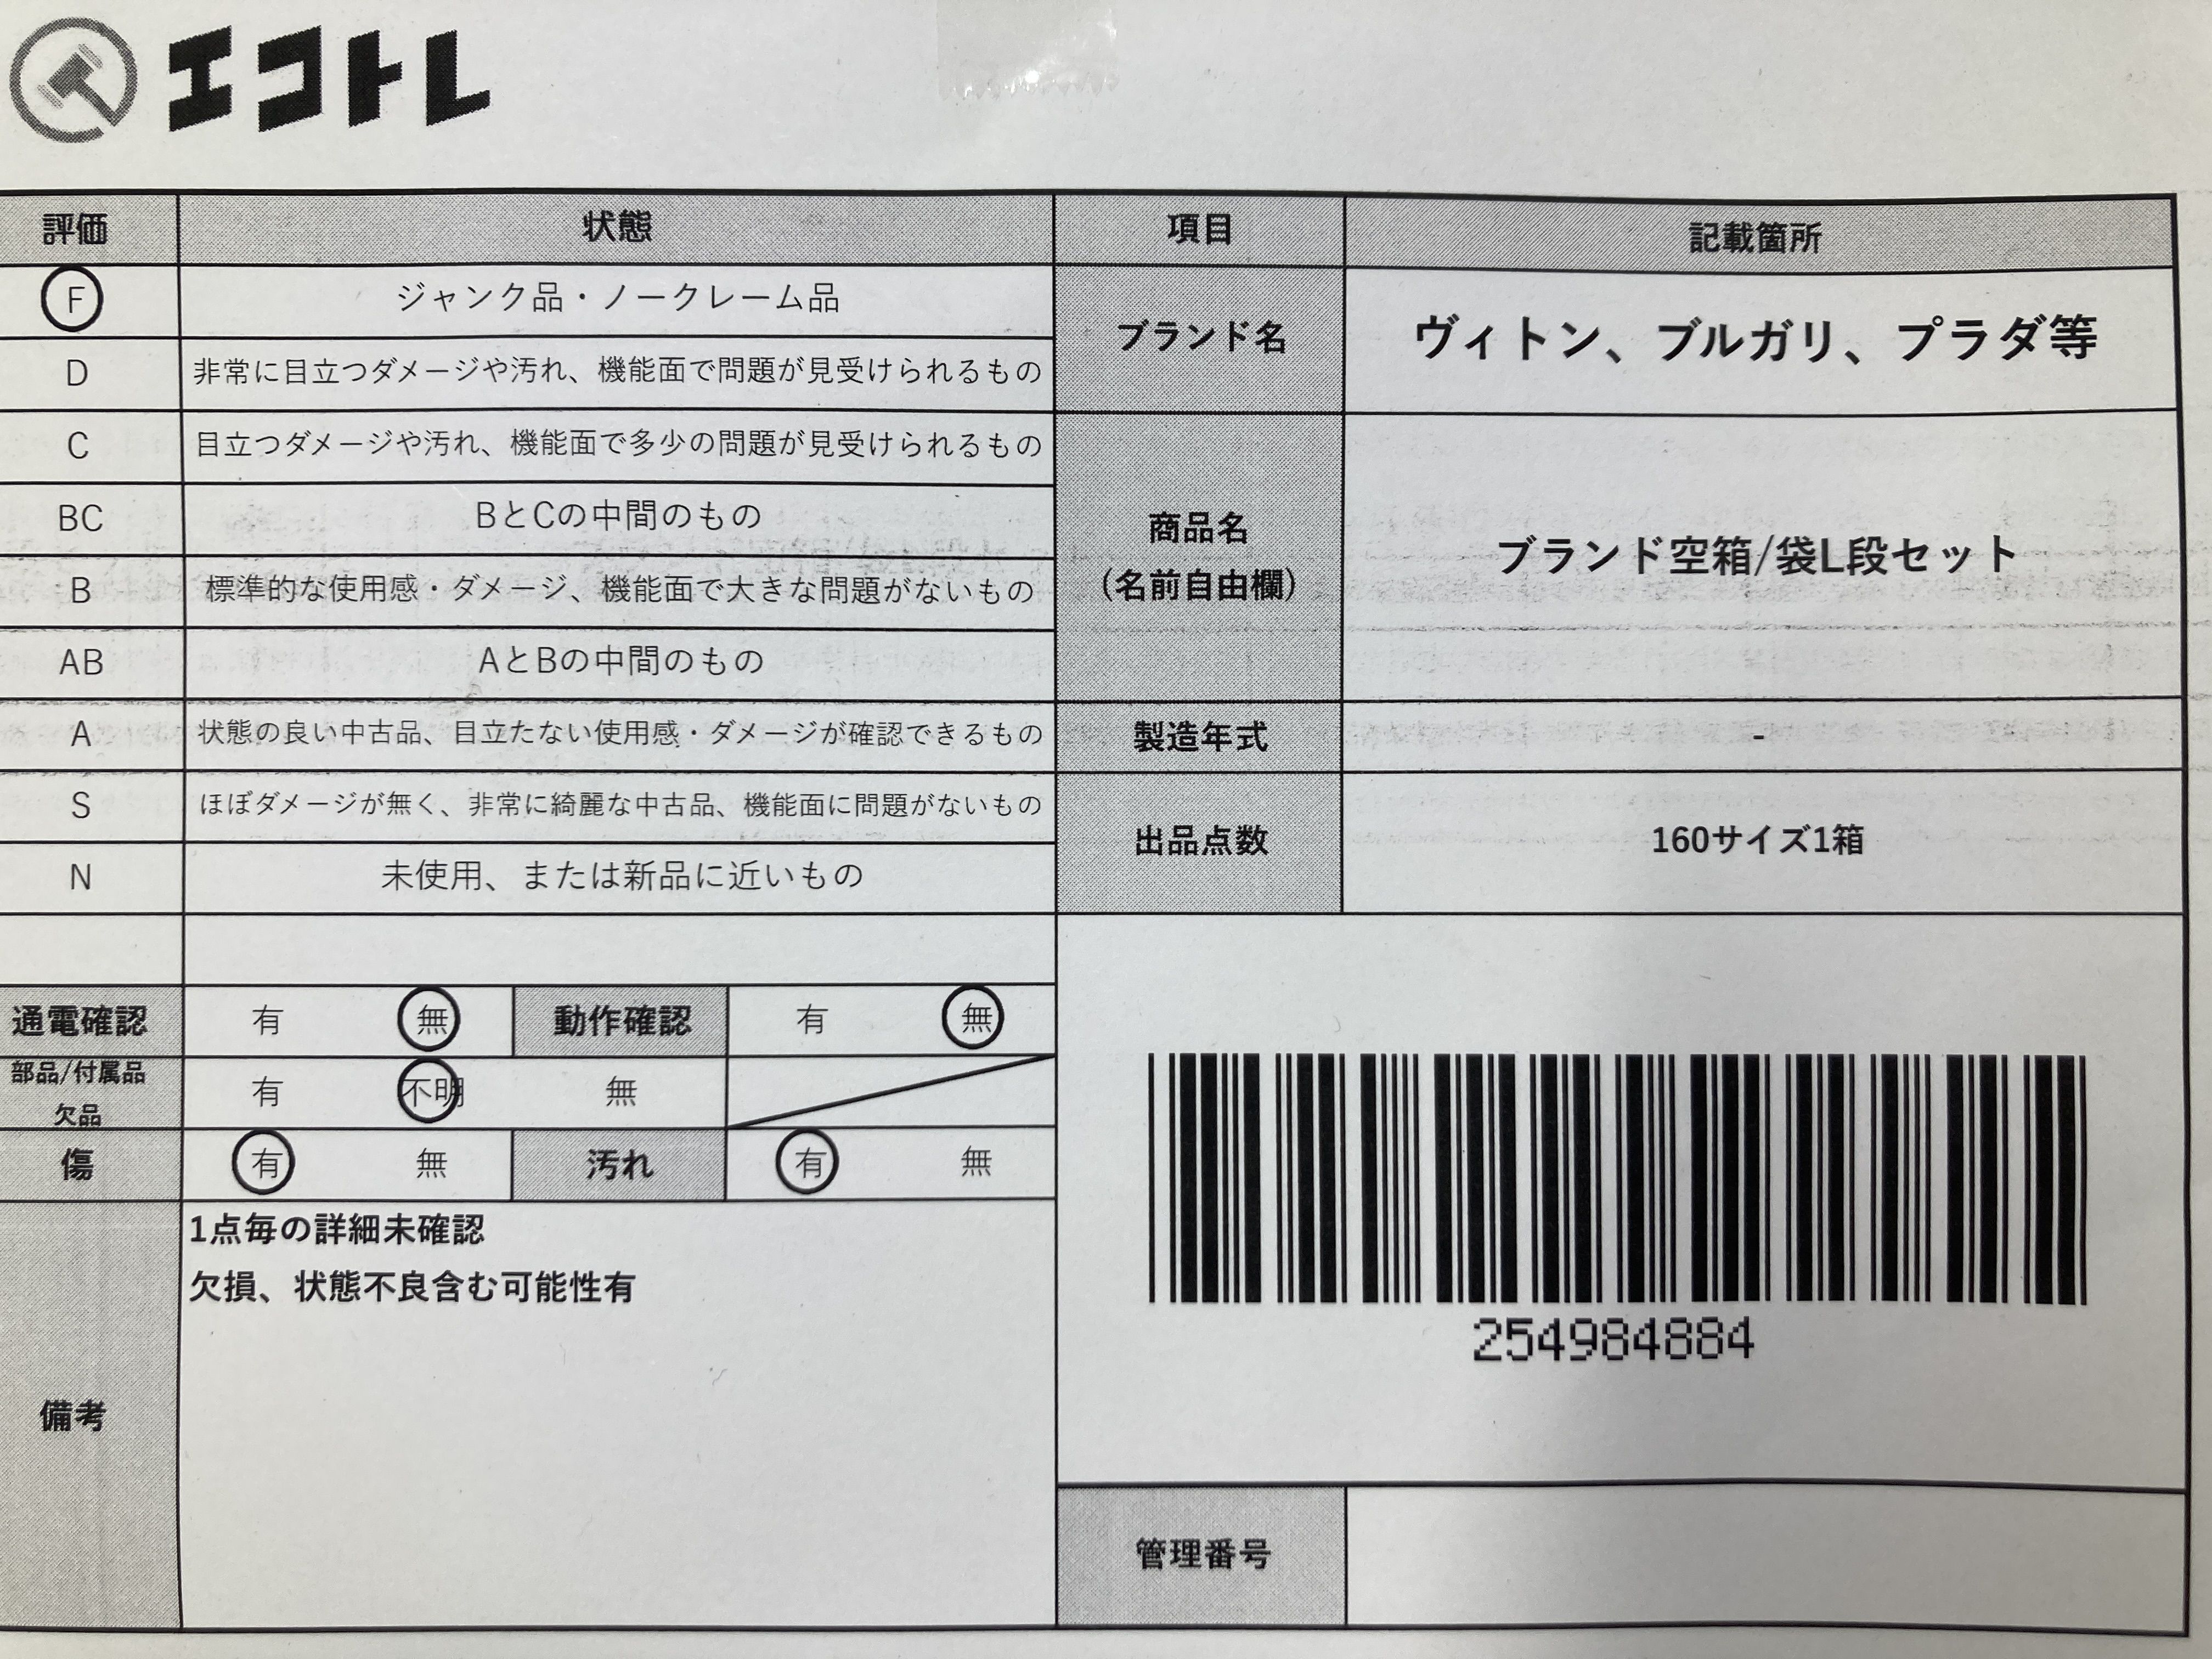 エコトレ
評価 状態 項目 記載箇所
F ジャンク品・ノークレーム品
ブランド名 ヴィトン、ブルガリ、プラダ等
D 非常に目立つダメージや汚れ、機能面で問題が見受けられるもの
C 目立つダメージや汚れ、機能面で多少の問題が見受けられるもの
BC BとCの中間のもの
商品名
(名前自由欄)
ブランド空箱/袋L段セット
B 標準的な使用感・ダメージ、機能面で大きな問題がないもの
AB AとBの中間のもの
A 状態の良い中古品、目立たない使用感・ダメージが確認できるもの
製造年式 -
S ほぼダメージが無く、非常に綺麗な中古品、機能面に問題がないもの
出品点数 160サイズ1箱
N 未使用、または新品に近いもの
通電確認 有 無 動作確認 有 無
部品/付属品
欠品
有 不明 無
傷 有 無 汚れ 有 無
備考
1点毎の詳細未確認
欠損、状態不良含む可能性有
254984884
管理番号